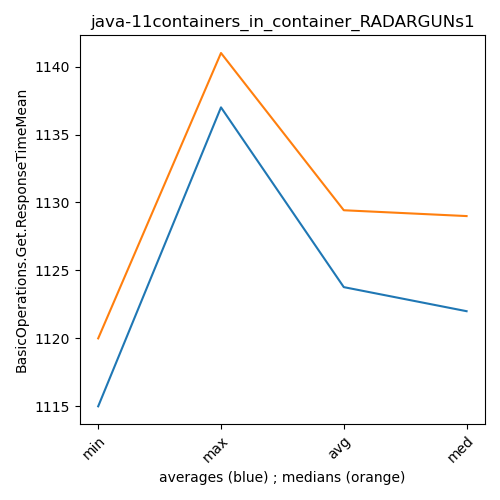 java-11containers_in_container_RADARGUNs1
BasicOperations.Get.ResponseTimeMean
1140
1135
1130
1125
1120
1115
min
max
avg
med
averages (blue) ; medians (orange)